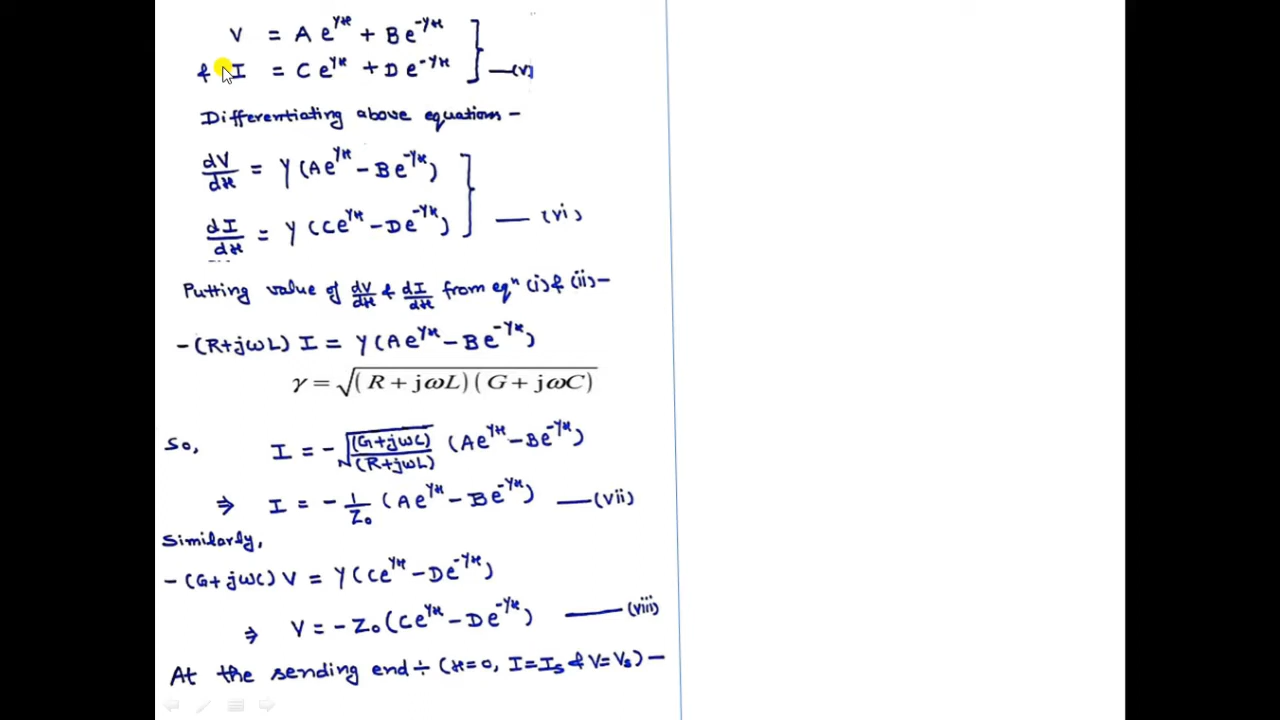 V = A e^γx + B e^-γx
& I = C e^γx + D e^-γx —(v)
Differentiating above equations –
dV/dx = γ (A e^γx – B e^-γx)
dI/dx = γ (C e^γx – D e^-γx) — (vi)
Putting value of dV/dx & dI/dx from eqⁿ (i) & (ii) –
–(R+jωL) I = γ (A e^γx – B e^-γx)
γ = √(R + jωL)(G + jωC)
So, I = – √(G+jωC)/(R+jωL) (A e^γx – B e^-γx)
⇒ I = – 1/Z₀ (A e^γx – B e^-γx) —(vii)
Similarly,
– (G+jωC) V = γ (C e^γx – D e^-γx)
⇒ V = – Z₀ (C e^γx – D e^-γx) —(viii)
At the sending end ÷ (x=0, I=Iₛ & V=Vₛ) –